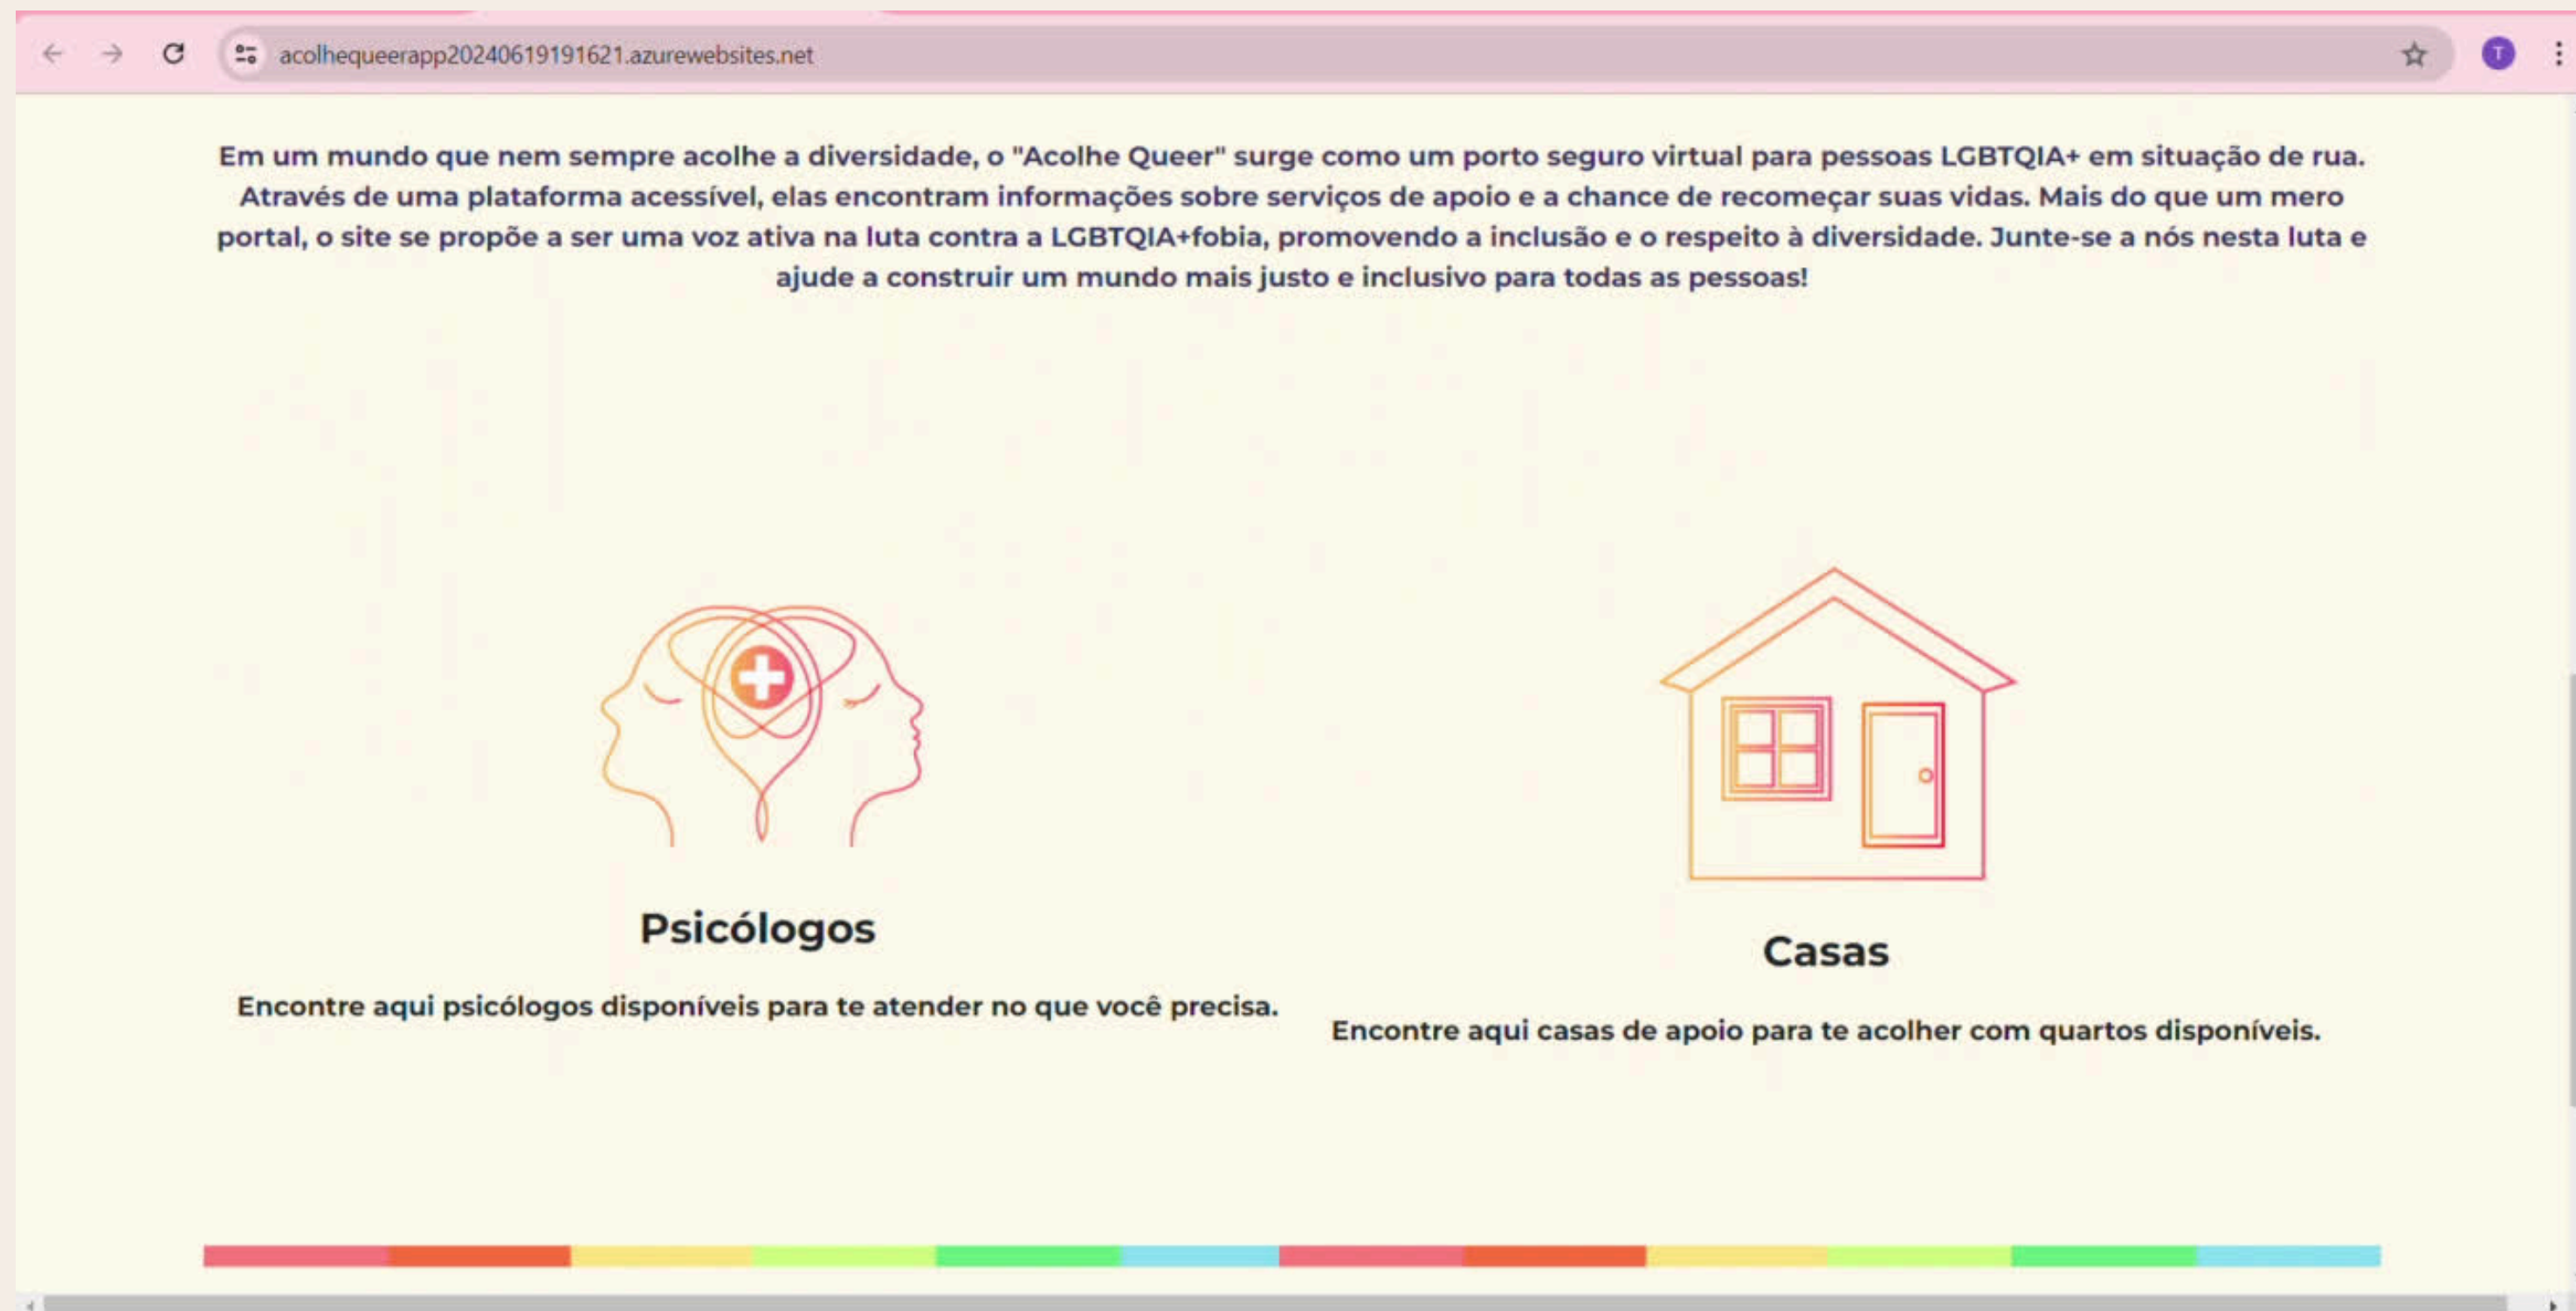 acolhequeerapp20240619191621.azurewebsites.net
T
Em um mundo que nem sempre acolhe a diversidade, o "Acolhe Queer" surge como um porto seguro virtual para pessoas LGBTQIA+ em situação de rua.
Através de uma plataforma acessível, elas encontram informações sobre serviços de apoio e a chance de recomeçar suas vidas. Mais do que um mero
portal, o site se propõe a ser uma voz ativa na luta contra a LGBTQIA+fobia, promovendo a inclusão e o respeito à diversidade. Junte-se a nós nesta luta e
ajude a construir um mundo mais justo e inclusivo para todas as pessoas!
Psicólogos
Encontre aqui psicólogos disponíveis para te atender no que você precisa.
Casas
Encontre aqui casas de apoio para te acolher com quartos disponíveis.